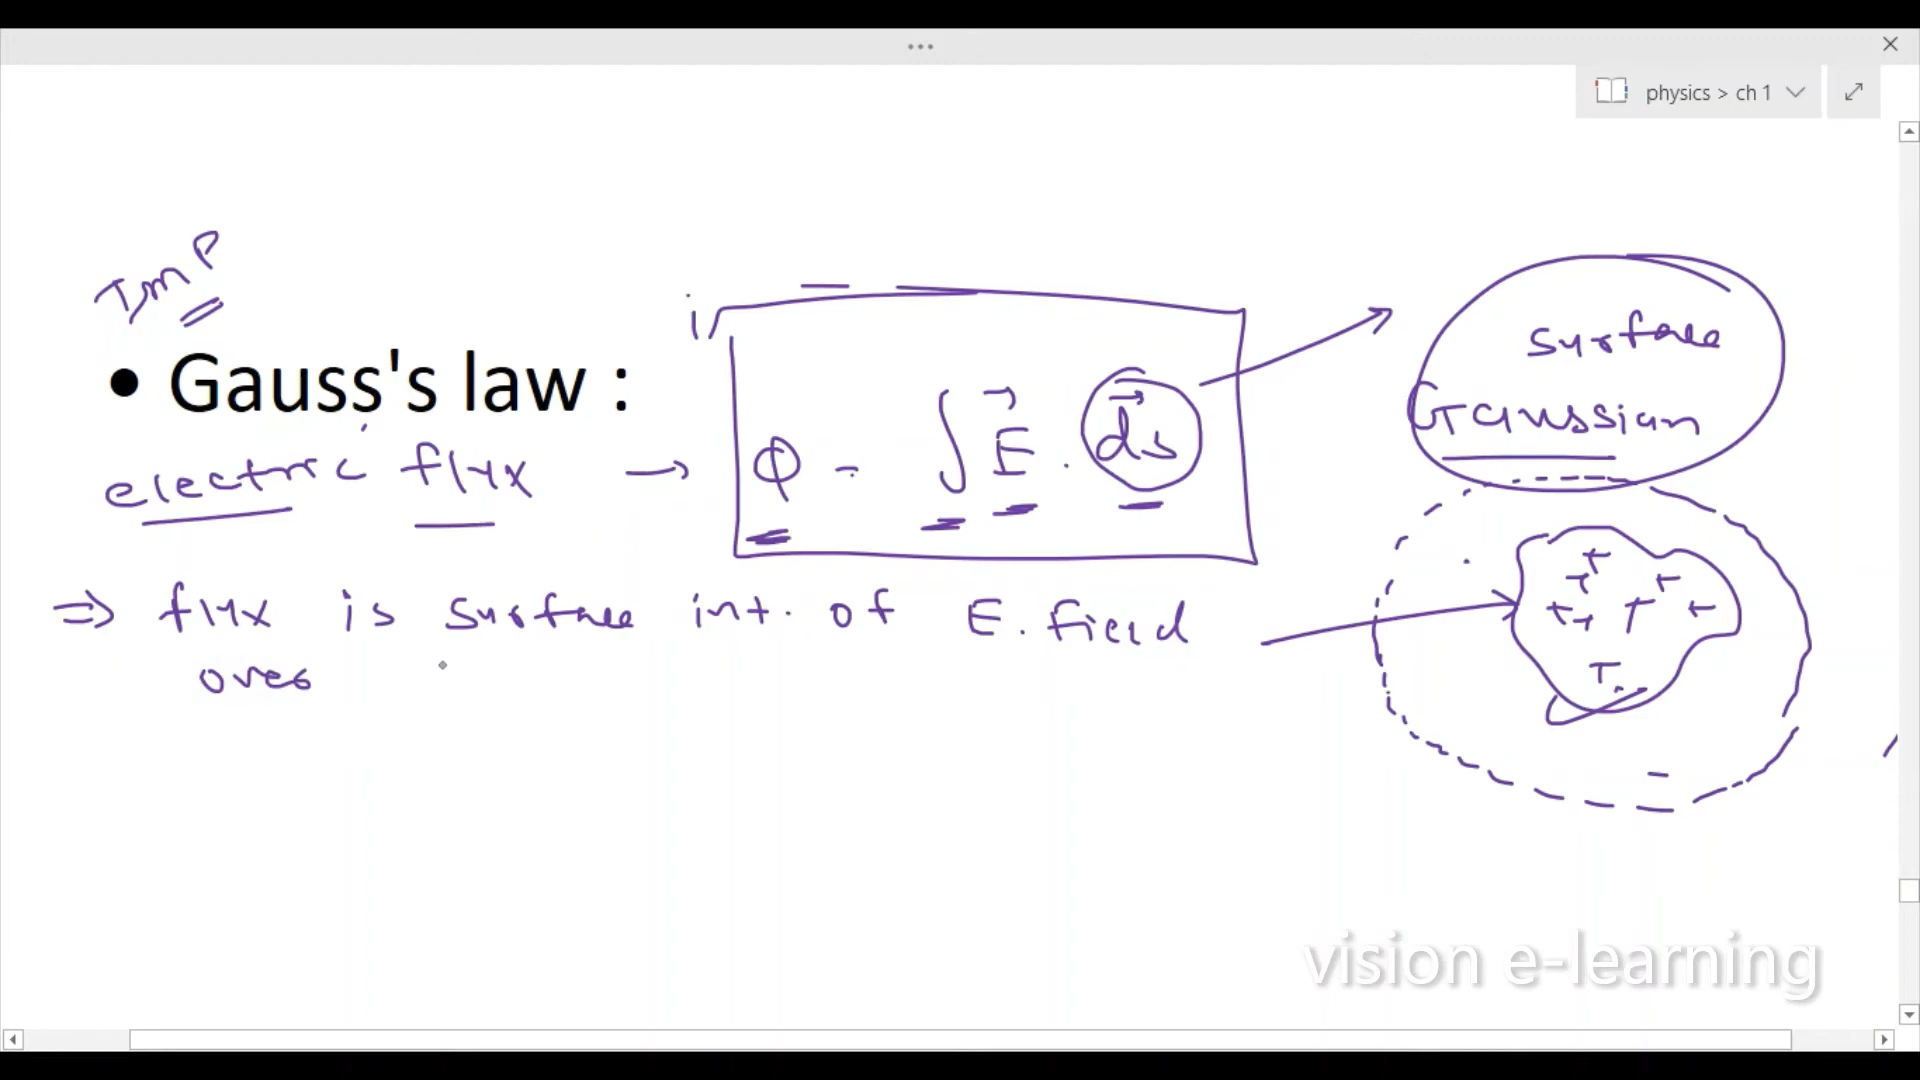 physics > ch 1
Imp
• Gauss's law :
i)
electric flux → φ = ∫ E⃗ . d⃗s
surface
Gaussian
⇒ flux is surface int. of E. field
over
+ + + + + + +
vision e-learning